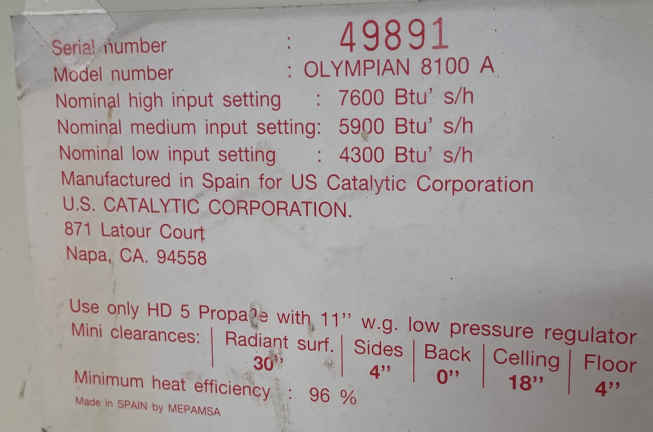 Serial number : 49891
Model number : OLYMPIAN 8100 A
Nominal high input setting : 7600 Btu' s/h
Nominal medium input setting: 5900 Btu' s/h
Nominal low input setting : 4300 Btu' s/h
Manufactured in Spain for US Catalytic Corporation
U.S. CATALYTIC CORPORATION.
871 Latour Court
Napa, CA. 94558
Use only HD 5 Propane with 11'' w.g. low pressure regulator
Mini clearances: | Radiant surf. | Sides | Back | Celling | Floor
30'' | 4'' | 0'' | 18'' | 4''
Minimum heat efficiency : 96 %
Made in SPAIN by MEPAMSA